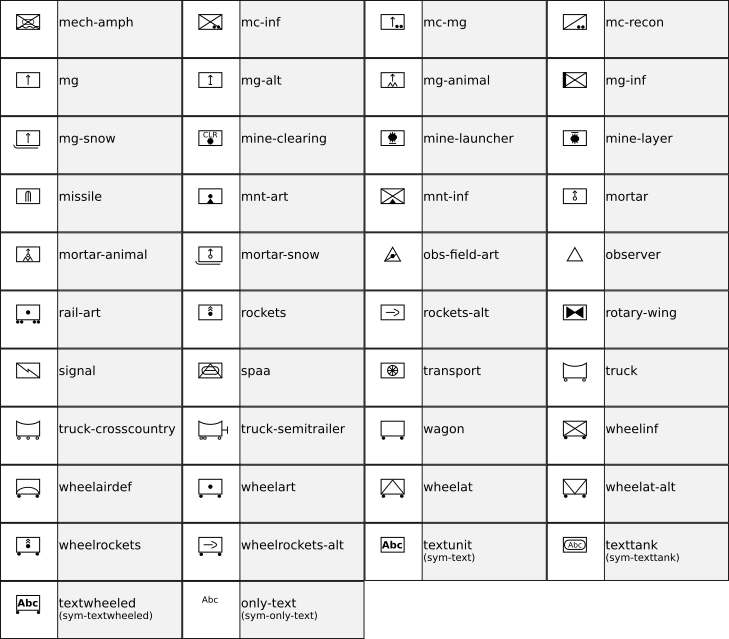 mech-amph mc-inf mc-mg mc-recon
mg mg-alt mg-animal mg-inf
mg-snow CLR mine-clearing mine-launcher mine-layer
missile mnt-art mnt-inf mortar
mortar-animal mortar-snow obs-field-art observer
rail-art rockets rockets-alt rotary-wing
signal spaa transport truck
truck-crosscountry truck-semitrailer wagon wheelinf
wheelairdef wheelart wheelat wheelat-alt
wheelrockets wheelrockets-alt Abc textunit Abc texttank
(sym-text) (sym-texttank)
Abc textwheeled Abc only-text
(sym-textwheeled) (sym-only-text)